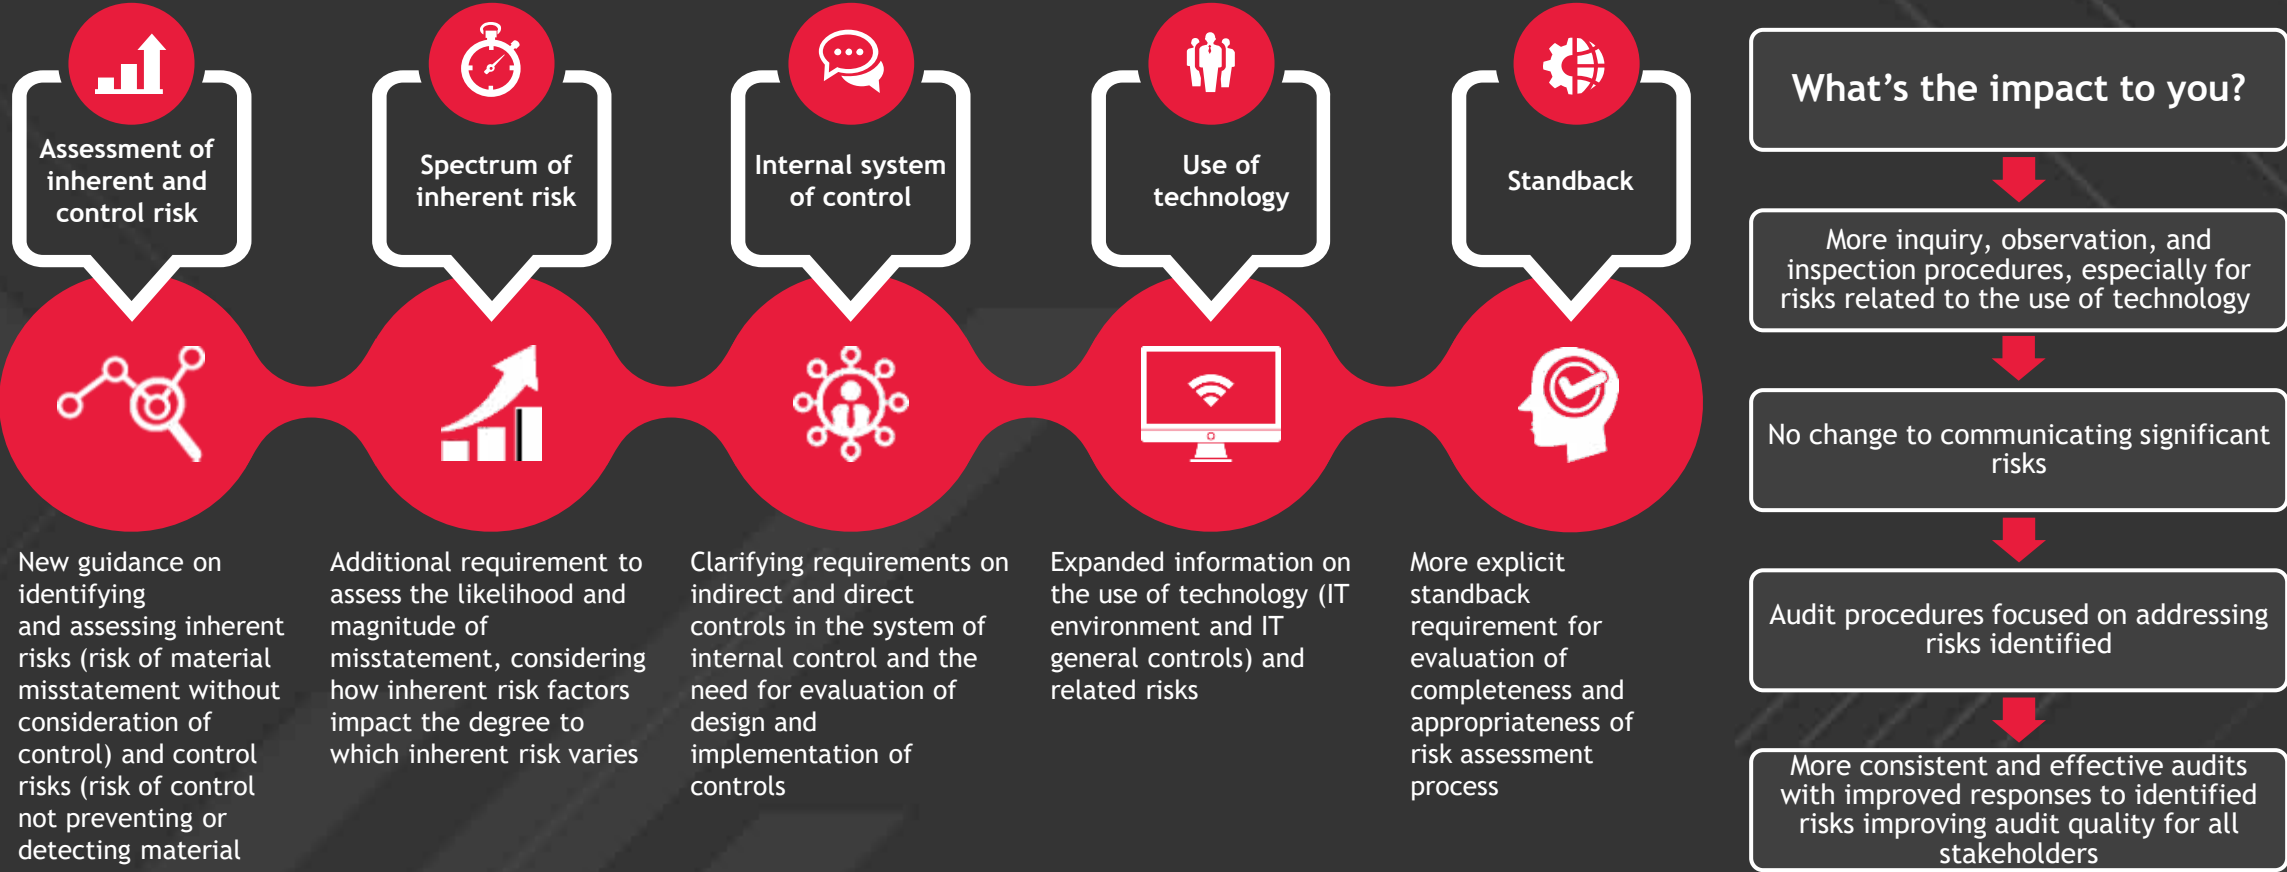 Assessment of
inherent and
control risk
New guidance on
identifying
and assessing inherent
risks (risk of material
misstatement without
consideration of
control) and control
risks (risk of control
not preventing or
detecting material
Spectrum of
inherent risk
Additional requirement to
assess the likelihood and
magnitude of
misstatement, considering
how inherent risk factors
impact the degree to
which inherent risk varies
Internal system
of control
Clarifying requirements on
indirect and direct
controls in the system of
internal control and the
need for evaluation of
design and
implementation of
controls
Use of
technology
Expanded information on
the use of technology (IT
environment and IT
general controls) and
related risks
Standback
More explicit
standback
requirement for
evaluation of
completeness and
appropriateness of
risk assessment
process
What’s the impact to you?
More inquiry, observation, and
inspection procedures, especially for
risks related to the use of technology
No change to communicating significant
risks
Audit procedures focused on addressing
risks identified
More consistent and effective audits
with improved responses to identified
risks improving audit quality for all
stakeholders